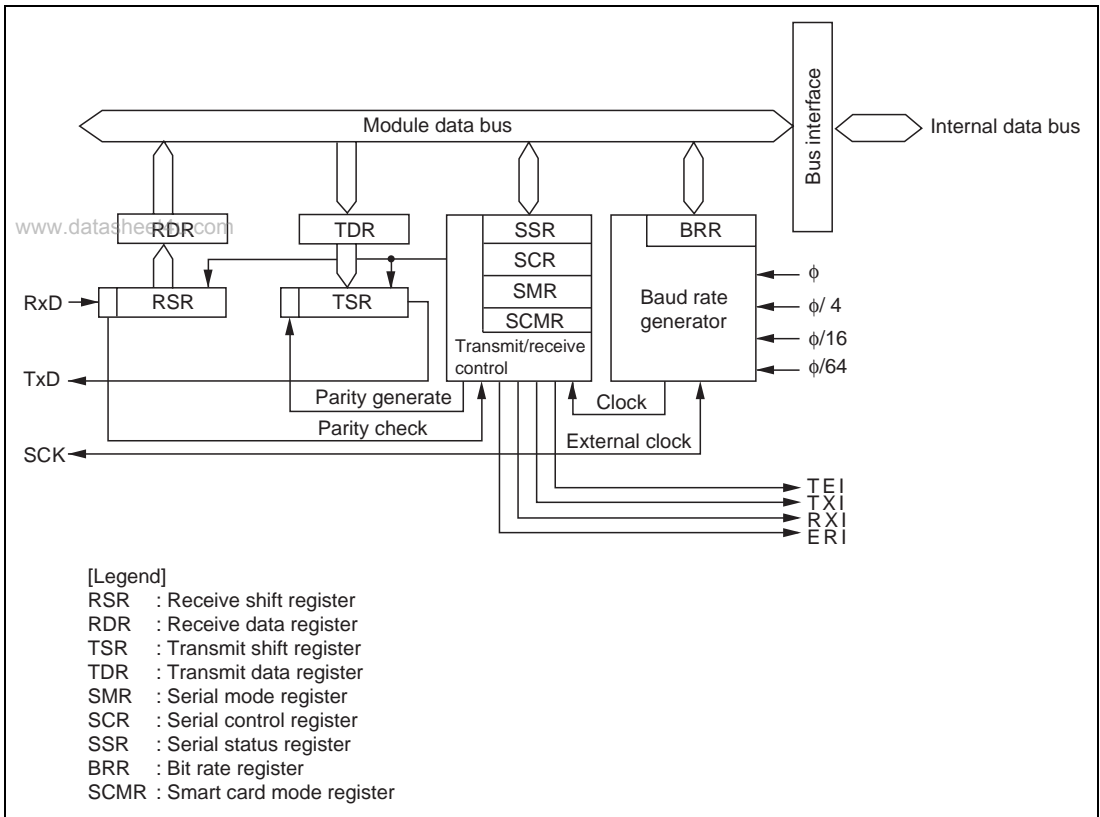 Module data bus
Bus interface
Internal data bus
www.datasheet4u.com
RDR
TDR
SSR
BRR
SCR
SMR
SCMR
RxD
RSR
TSR
Baud rate
generator
φ
φ/ 4
φ/16
φ/64
Transmit/receive
control
TxD
Parity generate
Clock
Parity check
External clock
SCK
TEI
TXI
RXI
ERI
[Legend]
RSR : Receive shift register
RDR : Receive data register
TSR : Transmit shift register
TDR : Transmit data register
SMR : Serial mode register
SCR : Serial control register
SSR : Serial status register
BRR : Bit rate register
SCMR : Smart card mode register